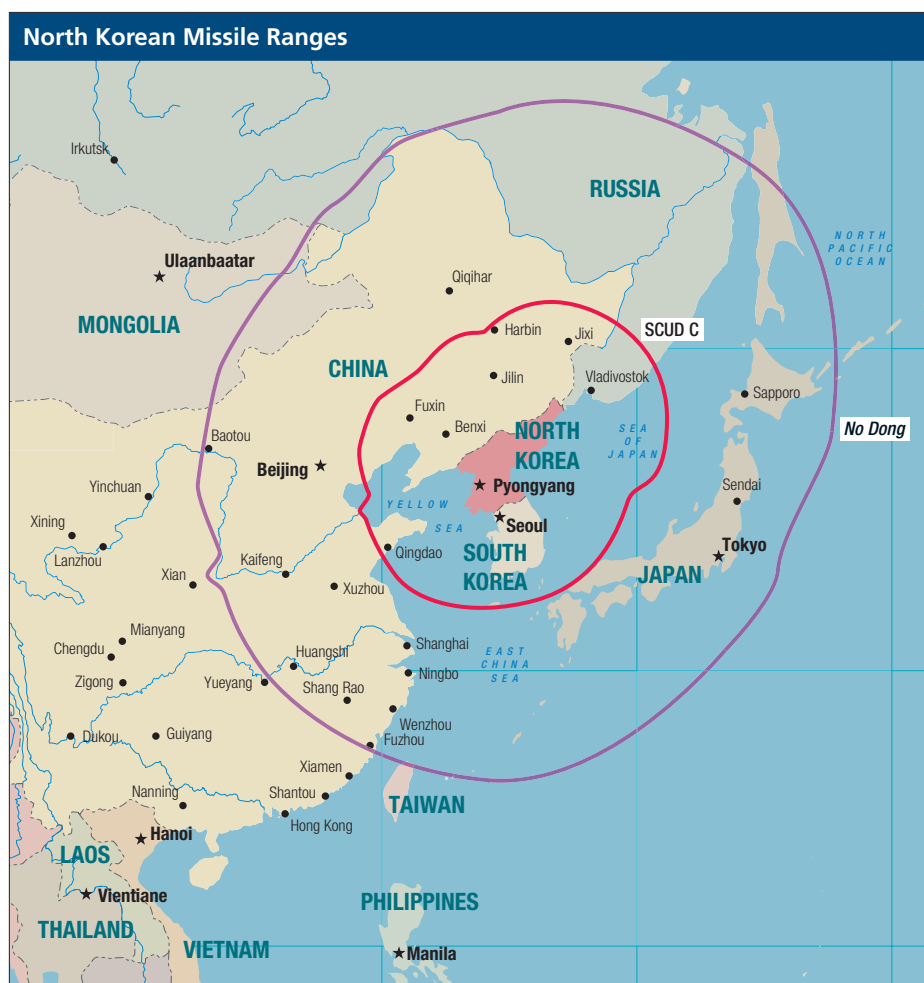 North Korean Missile Ranges
Irkutsk
RUSSIA
NORTH
PACIFIC
OCEAN
Ulaanbaatar
Qiqihar
MONGOLIA
SCUD C
Harbin
Jixi
CHINA
Jilin
Vladivostok
Sapporo
Fuxin
Benxi
NORTH
KOREA
SEA
OF
JAPAN
No Dong
Baotou
Beijing
Pyongyang
Yinchuan
Sendai
YELLOW
SEA
Seoul
Xining
Lanzhou
Qingdao
SOUTH
KOREA
Tokyo
JAPAN
Kaifeng
Xian
Xuzhou
Mianyang
Chengdu
Huangshi
Shanghai
EAST
CHINA
SEA
Zigong
Yueyang
Ningbo
Shang Rao
Wenzhou
Dukou
Guiyang
Fuzhou
Xiamen
Nanning
Shantou
TAIWAN
Hong Kong
Hanoi
LAOS
Vientiane
PHILIPPINES
THAILAND
VIETNAM
Manila